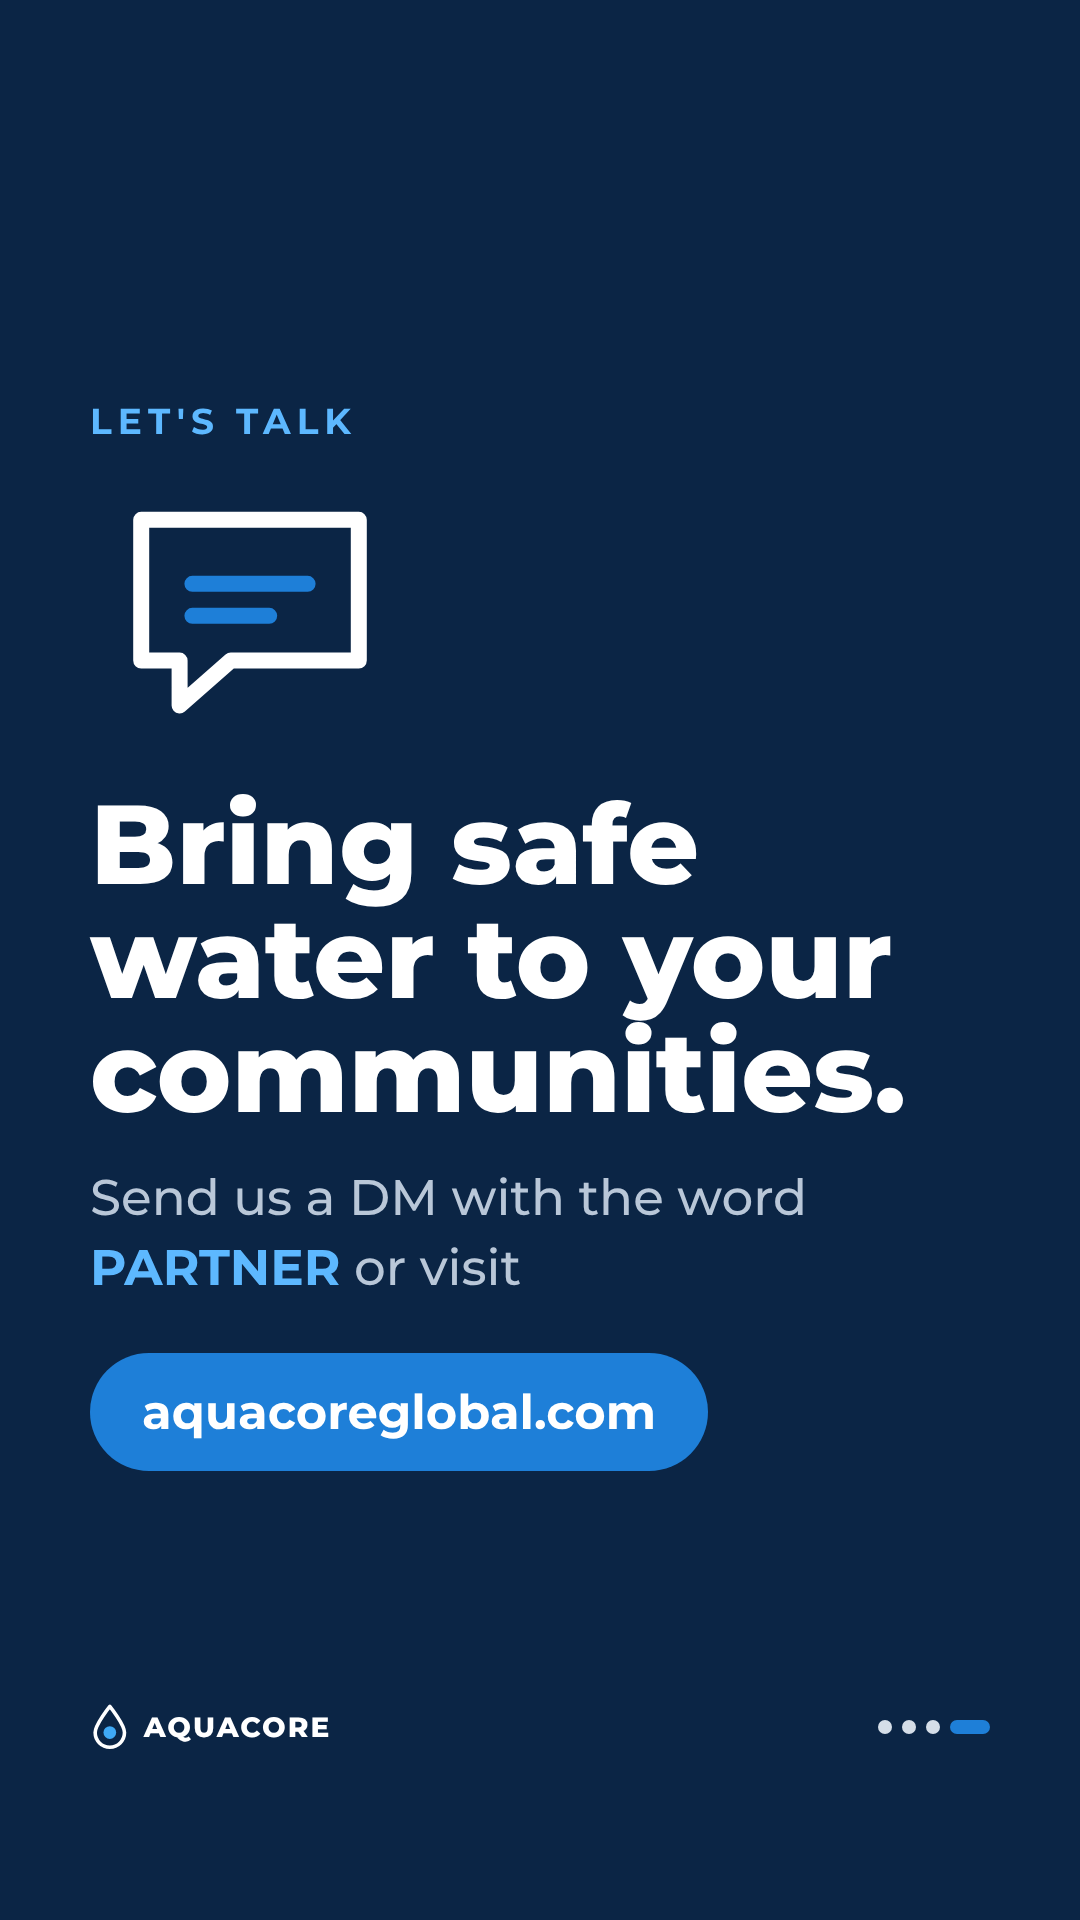 LET'S TALK
Bring safe
water to your
communities.
Send us a DM with the word
PARTNER or visit
aquacoreglobal.com
AQUACORE